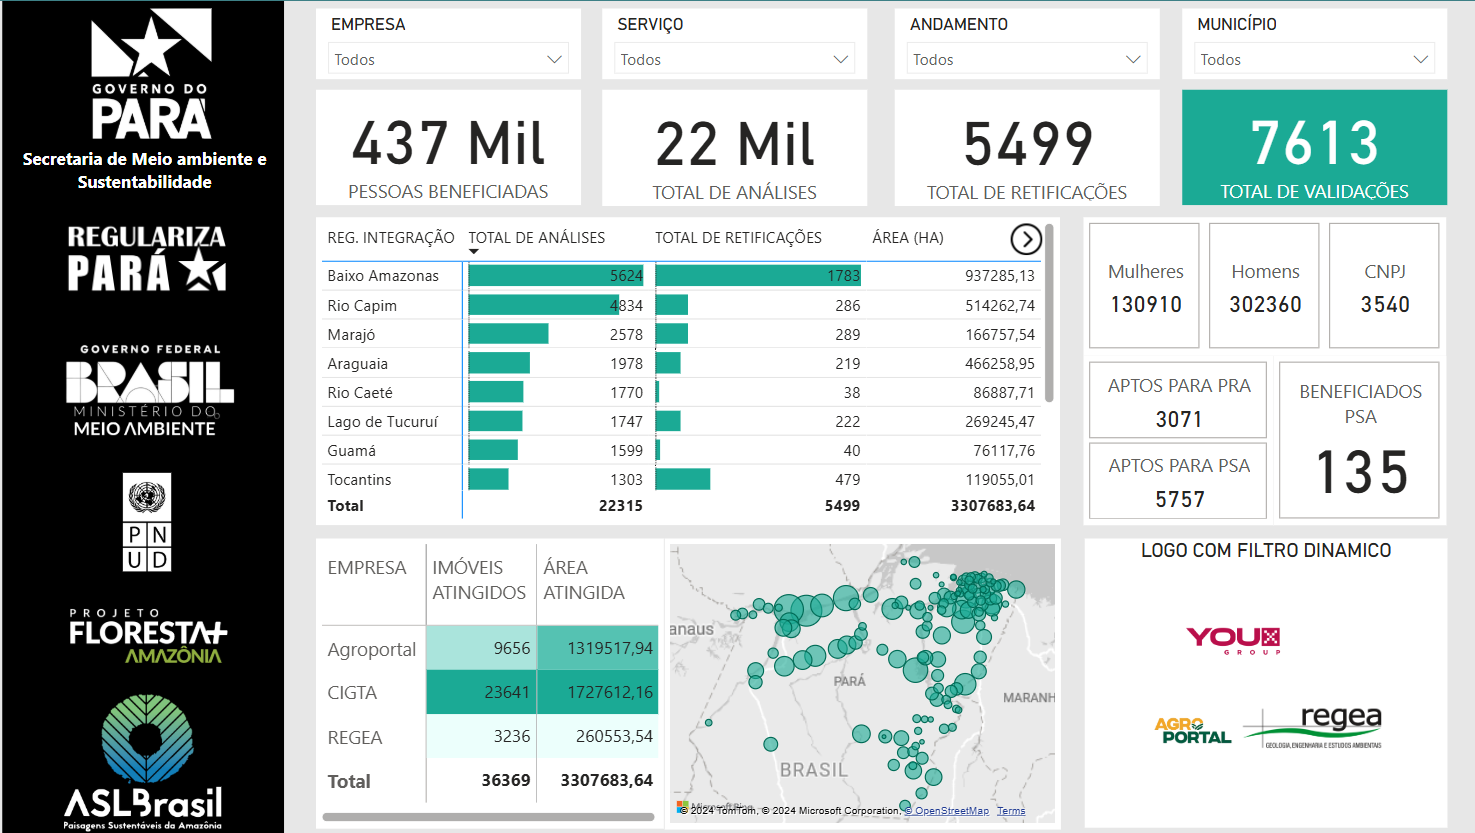 GOVERNO DO
PARÁ
Secretaria de Meio ambiente e
Sustentabilidade
REGULARIZA
PARÁ
GOVERNO FEDERAL
BRASIL
MINISTÉRIO DO
MEIO AMBIENTE
P N
U D
PROJETO
FLORESTA+
AMAZÔNIA
ASLBrasil
Paisagens Sustentáveis da Amazônia
EMPRESA
Todos
SERVIÇO
Todos
ANDAMENTO
Todos
MUNICÍPIO
Todos
437 Mil
PESSOAS BENEFICIADAS
22 Mil
TOTAL DE ANÁLISES
5499
TOTAL DE RETIFICAÇÕES
7613
TOTAL DE VALIDAÇÕES
REG. INTEGRAÇÃO TOTAL DE ANÁLISES TOTAL DE RETIFICAÇÕES ÁREA (HA)
Baixo Amazonas 5624 1783 937285,13
Rio Capim 4834 286 514262,74
Marajó 2578 289 166757,54
Araguaia 1978 219 466258,95
Rio Caeté 1770 38 86887,71
Lago de Tucuruí 1747 222 269245,47
Guamá 1599 40 76117,76
Tocantins 1303 479 119055,01
Total 22315 5499 3307683,64
Mulheres
130910
Homens
302360
CNPJ
3540
APTOS PARA PRA
3071
APTOS PARA PSA
5757
BENEFICIADOS
PSA
135
EMPRESA IMÓVEIS ÁREA
ATINGIDOS ATINGIDA
Agroportal 9656 1319517,94
CIGTA 23641 1727612,16
REGEA 3236 260553,54
Total 36369 3307683,64
anaus
PARÁ
MARANH
BRASIL
Microsoft Bing
© 2024 TomTom, © 2024 Microsoft Corporation, © OpenStreetMap Terms
LOGO COM FILTRO DINAMICO
YOU
GROUP
AGRO
PORTAL
regea
GEOLOGIA, ENGENHARIA E ESTUDOS AMBIENTAIS